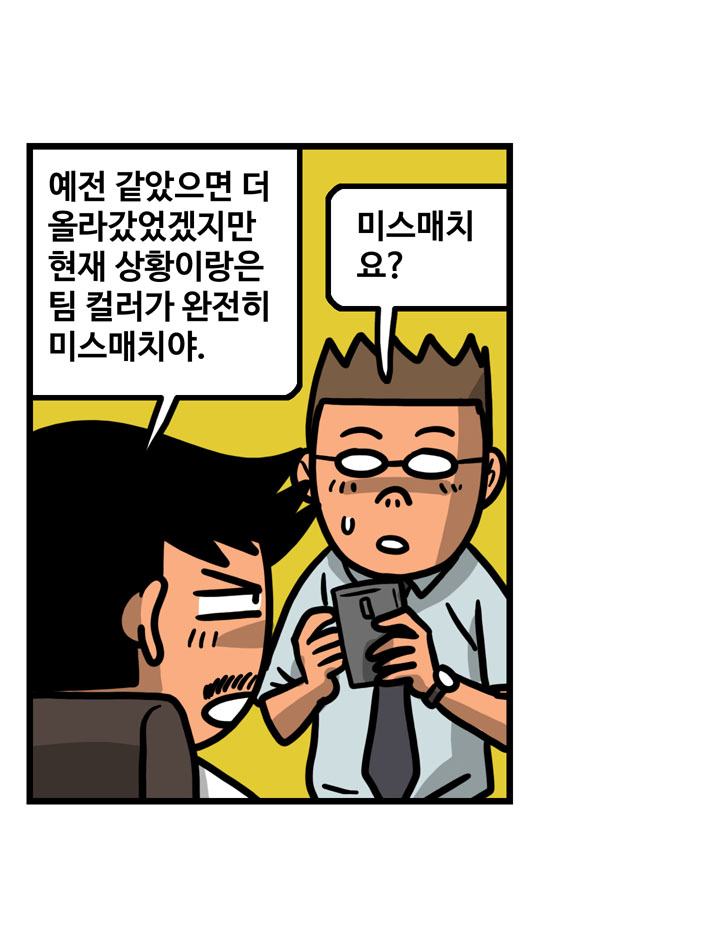 예전 같았으면 더
올라갔었겠지만
현재 상황이랑은
팀 컬러가 완전히
미스매치야.
미스매치
요?